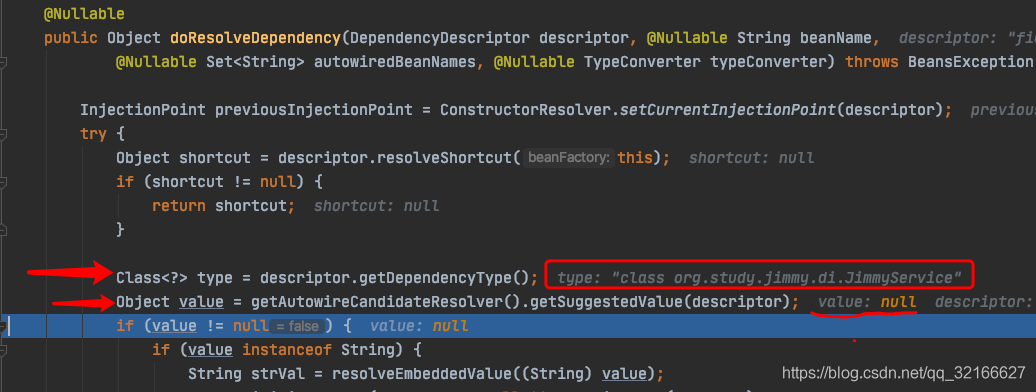 @Nullable
public Object doResolveDependency(DependencyDescriptor descriptor, @Nullable String beanName, descriptor: "fi
@Nullable Set<String> autowiredBeanNames, @Nullable TypeConverter typeConverter) throws BeansException
InjectionPoint previousInjectionPoint = ConstructorResolver.setCurrentInjectionPoint(descriptor); previous
try {
Object shortcut = descriptor.resolveShortcut( beanFactory: this); shortcut: null
if (shortcut != null) {
return shortcut; shortcut: null
}
Class<?> type = descriptor.getDependencyType(); type: "class org.study.jimmy.di.JimmyService"
Object value = getAutowireCandidateResolver().getSuggestedValue(descriptor); value: null descriptor:
if (value != null = false ) { value: null
if (value instanceof String) {
String strVal = resolveEmbeddedValue((String) value);
https://blog.csdn.net/qq_32166627